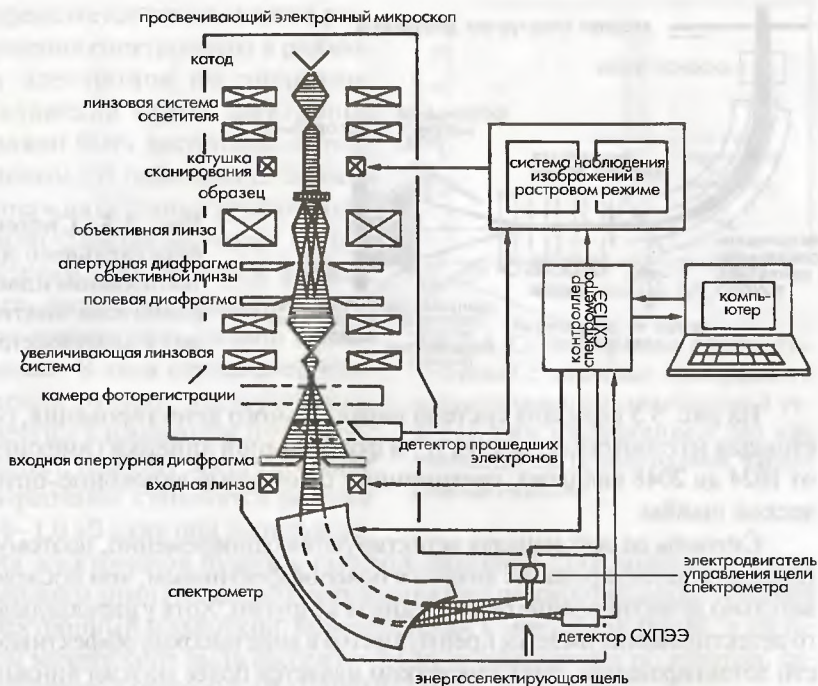 просвечивающий электронный микроскоп
катод
линзовая система
осветителя
катушка
сканирования
образец
объективная линза
апертурная диафрагма
объективной линзы
полевая диафрагма
увеличивающая линзовая
система
камера фоторегистрации
входная апертурная диафрагма
входная линза
спектрометр
система наблюдения
изображений в
растровом режиме
контроллер
спектрометра
компь-
ютер
детектор прошедших
электронов
электродвигатель
управления щели
спектрометра
детектор СХПЭЭ
энергоселектирующая щель